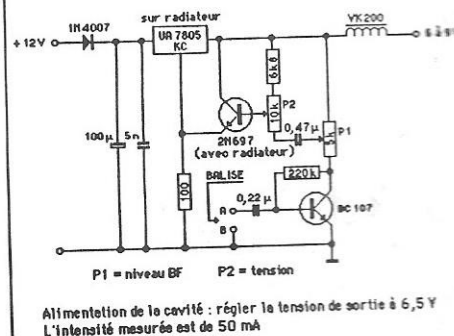 sur radiateur
VK200
1N4007
UA 7805
KC
+ 12V
6k8
P2
10k
0,47µ
P1
5k
2N697
(avec radiateur)
100µ
5n
220k
BALISE
0,22µ
100
A
BC 107
B
P1 = niveau BF P2 = tension
Alimentation de la cavité : régler la tension de sortie à 6,5 V
L'intensité mesurée est de 50 mA